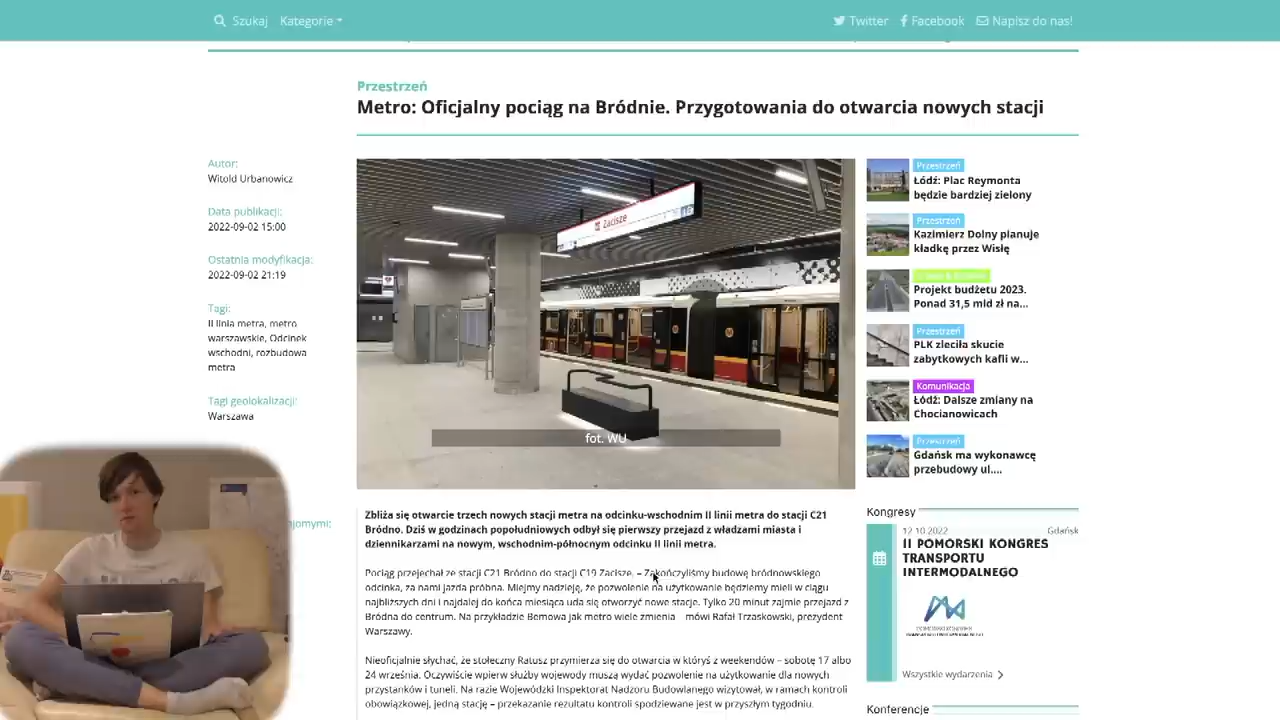 Szukaj Kategorie
Twitter Facebook Napisz do nas!
Przestrzeń
Metro: Oficjalny pociąg na Bródnie. Przygotowania do otwarcia nowych stacji
Autor:
Witold Urbanowicz
Data publikacji:
2022-09-02 15:00
Ostatnia modyfikacja:
2022-09-02 21:19
Tagi:
II linia metra, metro
warszawskie, Odcinek
wschodni, rozbudowa
metra
Tagi geolokalizacji:
Warszawa
jomymi:
Zacisze
fot. WU
Zbliża się otwarcie trzech nowych stacji metra na odcinku-wschodnim II linii metra do stacji C21
Bródno. Dziś w godzinach popołudniowych odbył się pierwszy przejazd z władzami miasta i
dziennikarzami na nowym, wschodnim-północnym odcinku II linii metra.
Pociąg przejechał ze stacji C21 Bródno do stacji C19 Zacisze. – Zakończyliśmy budowę bródnowskiego
odcinka, za nami jazda próbna. Miejmy nadzieję, że pozwolenie na użytkowanie będziemy mieli w ciągu
najbliższych dni i najdalej do końca miesiąca uda się otworzyć nowe stacje. Tylko 20 minut zajmie przejazd z
Bródna do centrum. Na przykładzie Bemowa jak metro wiele zmienia mówi Rafał Trzaskowski, prezydent
Warszawy.
Nieoficjalnie słychać, że stołeczny Ratusz przymierza się do otwarcia w któryś z weekendów – sobotę 17 albo
24 września. Oczywiście wpierw służby wojewody muszą wydać pozwolenie na użytkowanie dla nowych
przystanków i tuneli. Na razie Wojewódzki Inspektorat Nadzoru Budowlanego wizytował, w ramach kontroli
obowiązkowej, jedną stację – przekazanie rezultatu kontroli spodziewane jest w przyszłym tygodniu.
Przestrzeń
Łódź: Plac Reymonta
będzie bardziej zielony
Przestrzeń
Kazimierz Dolny planuje
kładkę przez Wisłę
Projekt budżetu 2023.
Ponad 31,5 mld zł na...
Przestrzeń
PLK zleciła skucie
zabytkowych kafli w...
Komunikacja
Łódź: Dalsze zmiany na
Chocianowicach
Przestrzeń
Gdańsk ma wykonawcę
przebudowy ul....
Kongresy
12.10.2022 Gdańsk
II POMORSKI KONGRES
TRANSPORTU
INTERMODALNEGO
Wszystkie wydarzenia
Konferencje